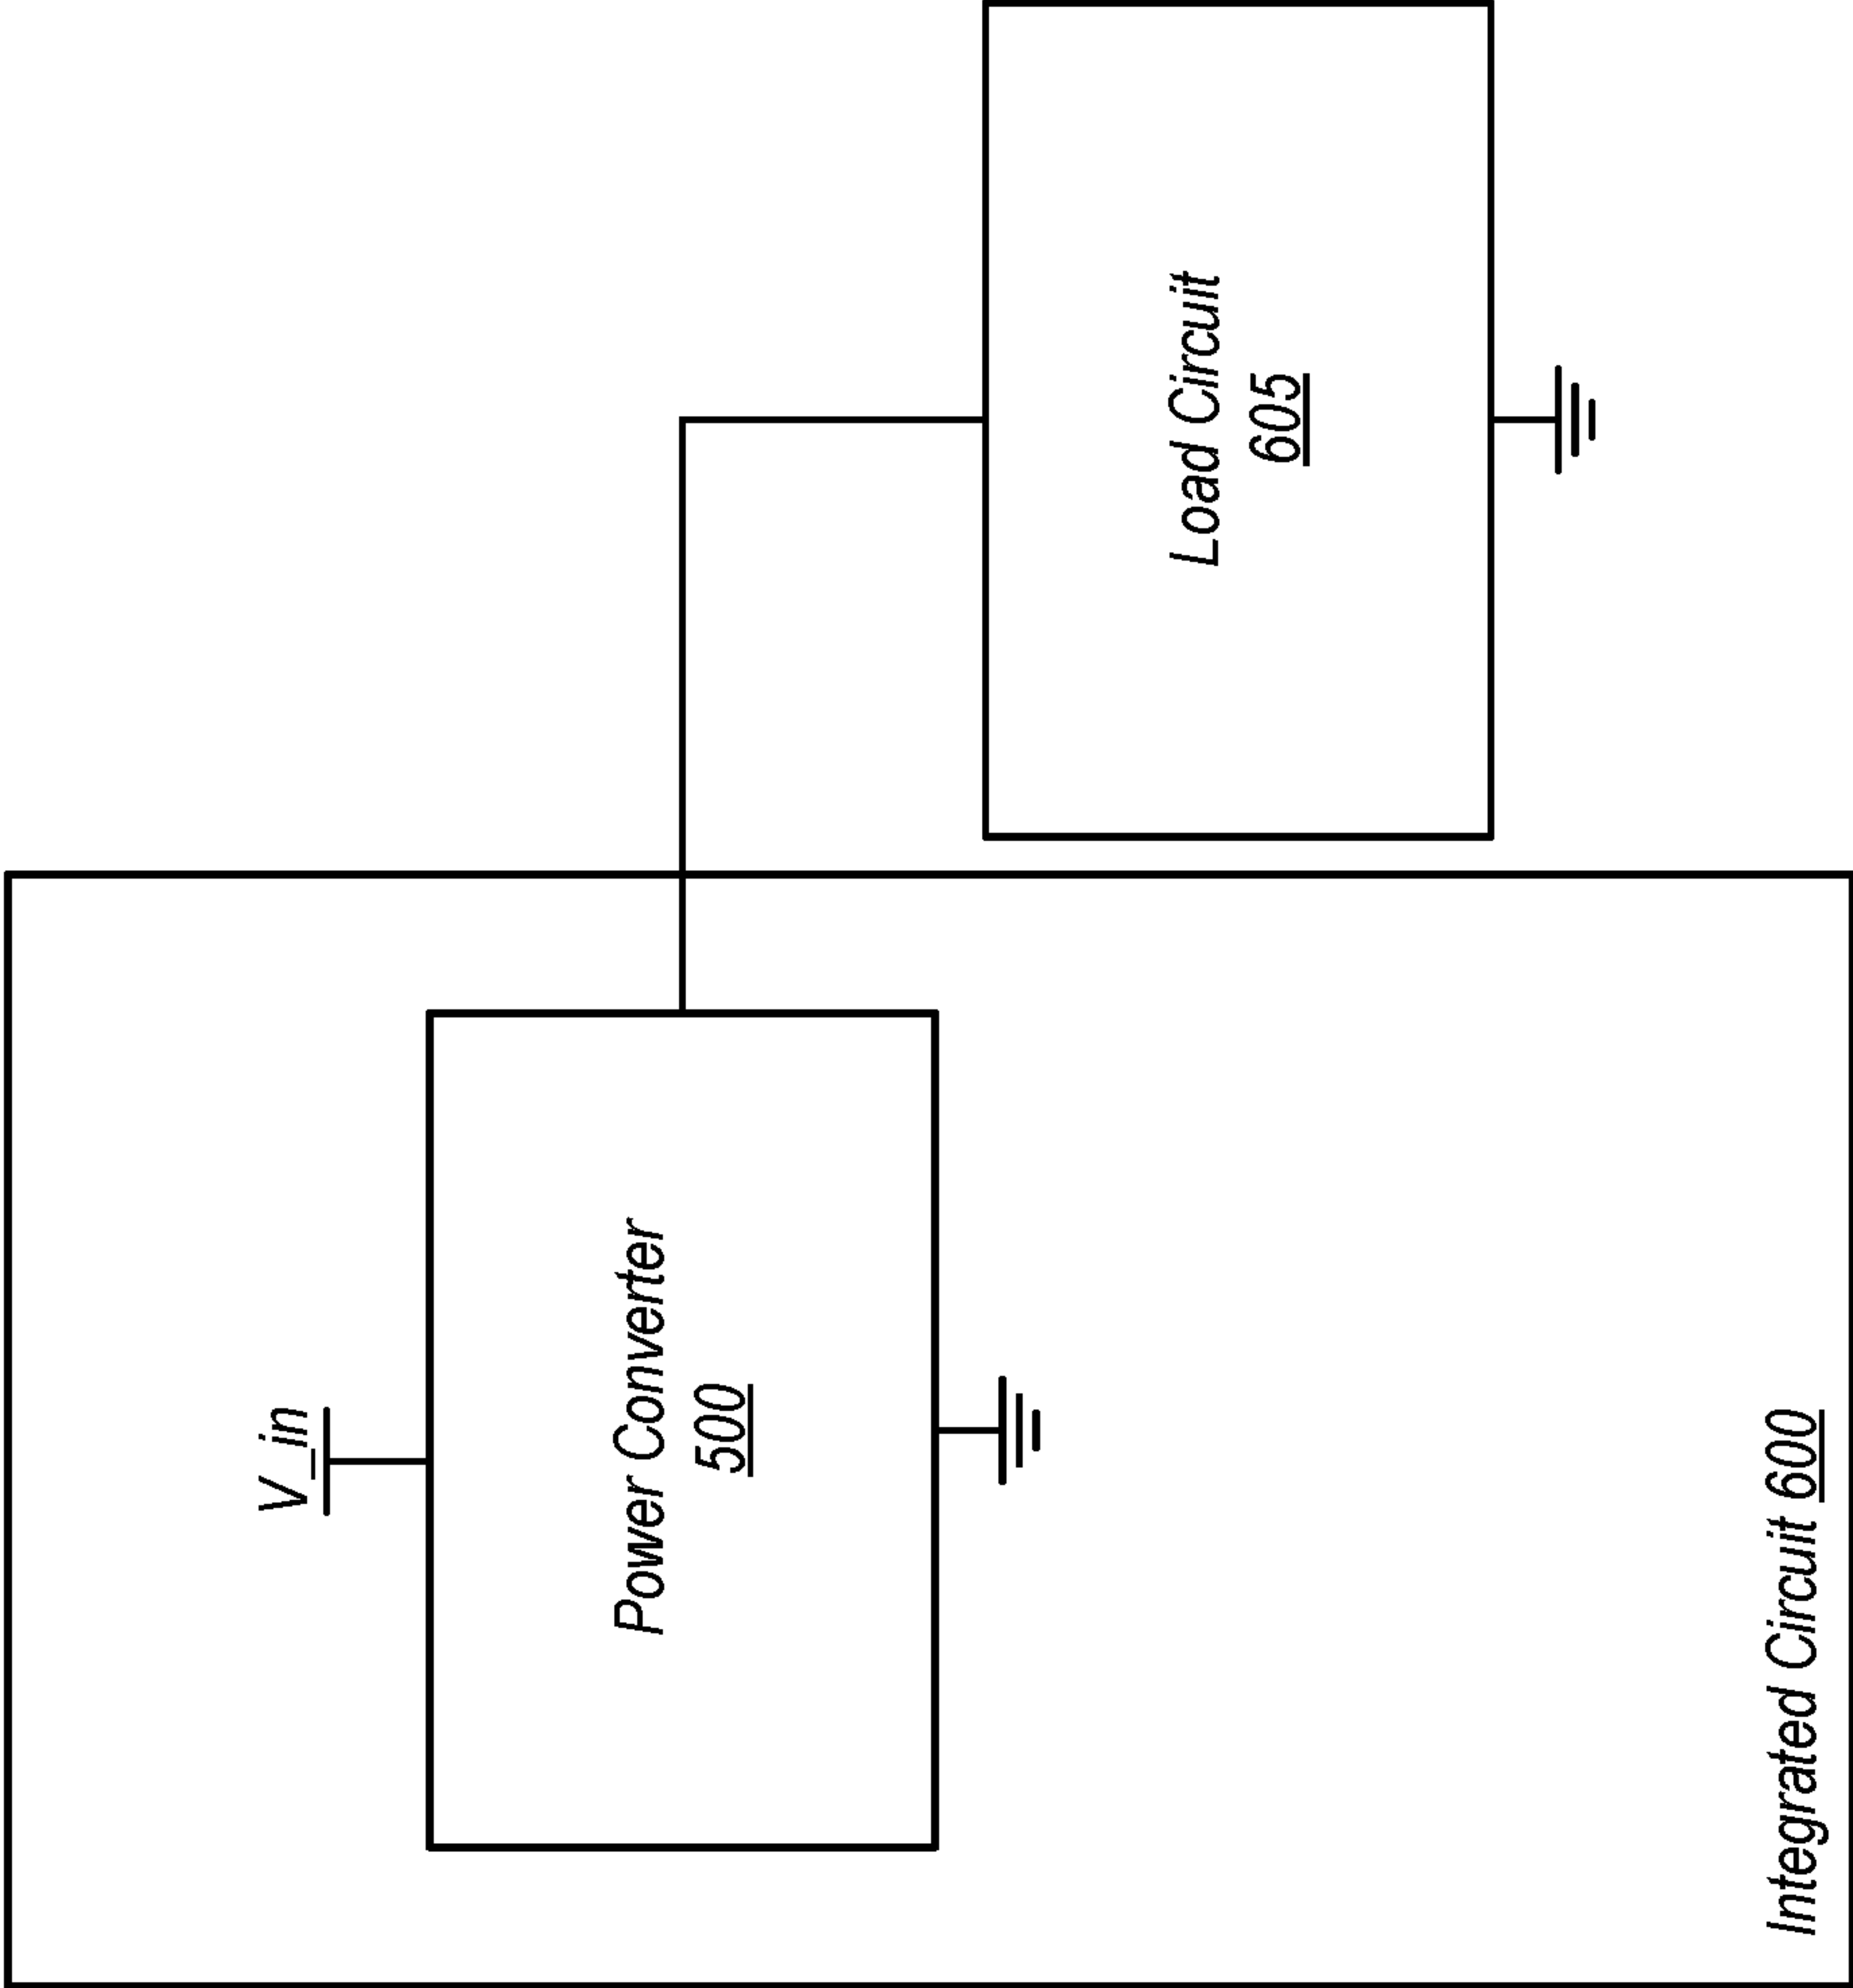 V_in
Power Converter
500
Load Circuit
605
Integrated Circuit 600